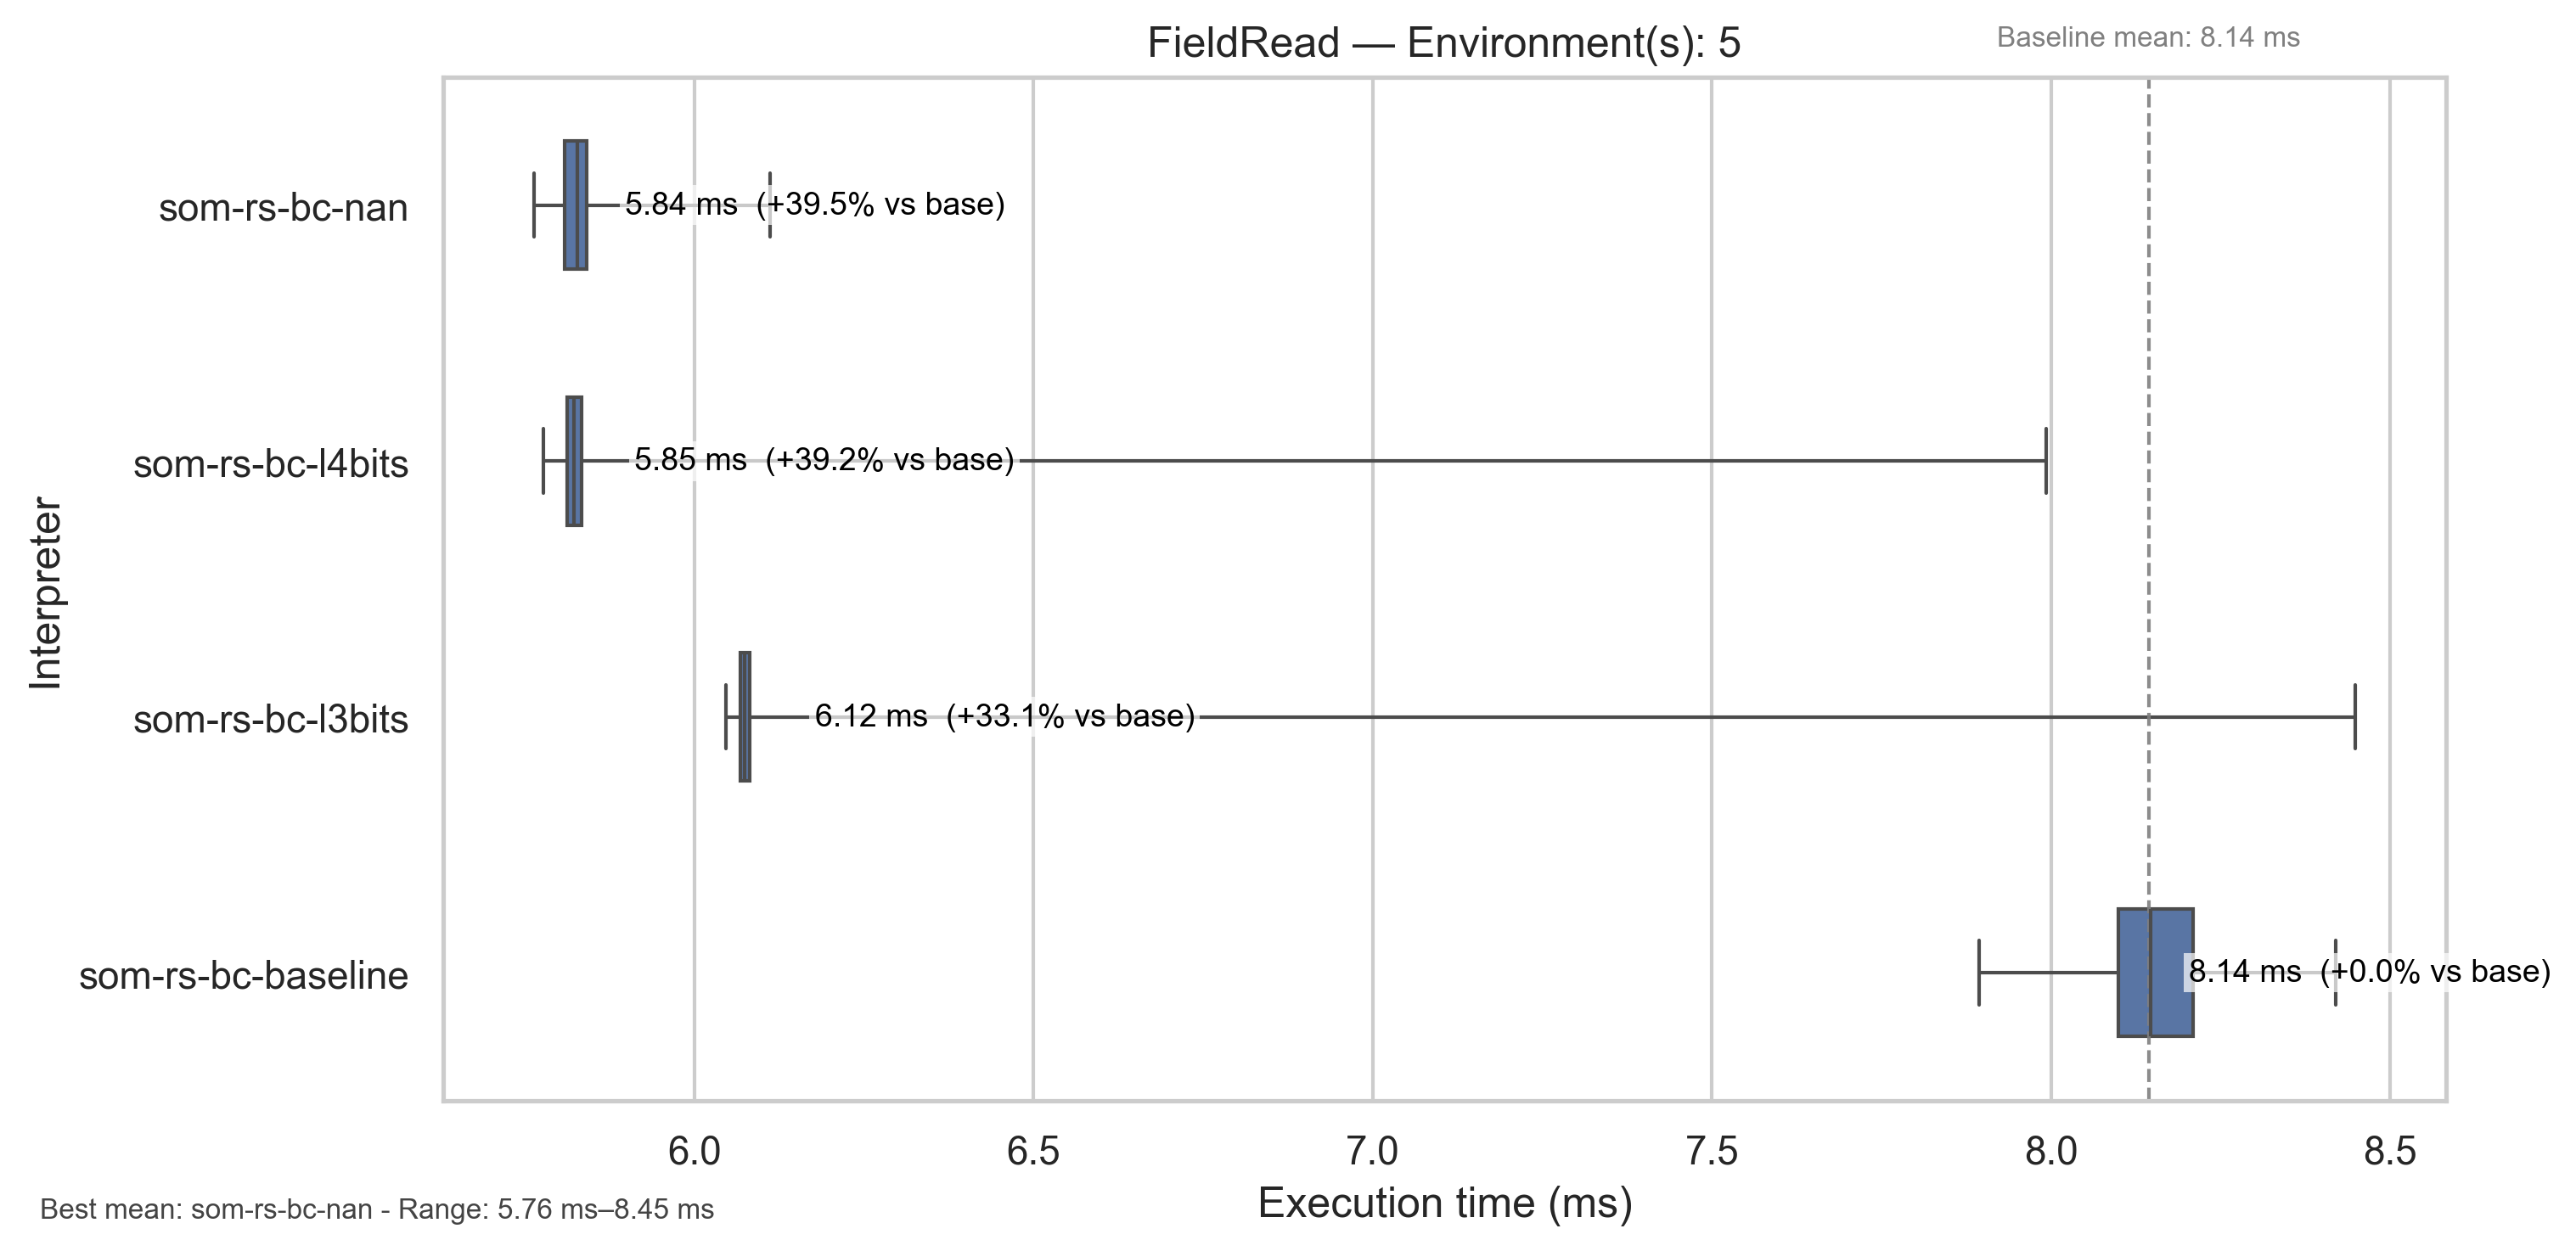 FieldRead — Environment(s): 5
Baseline mean: 8.14 ms
som-rs-bc-nan
5.84 ms  (+39.5% vs base)
som-rs-bc-l4bits
5.85 ms  (+39.2% vs base)
som-rs-bc-l3bits
6.12 ms  (+33.1% vs base)
som-rs-bc-baseline
8.14 ms  (+0.0% vs base)
Interpreter
6.0 6.5 7.0 7.5 8.0 8.5
Execution time (ms)
Best mean: som-rs-bc-nan - Range: 5.76 ms–8.45 ms